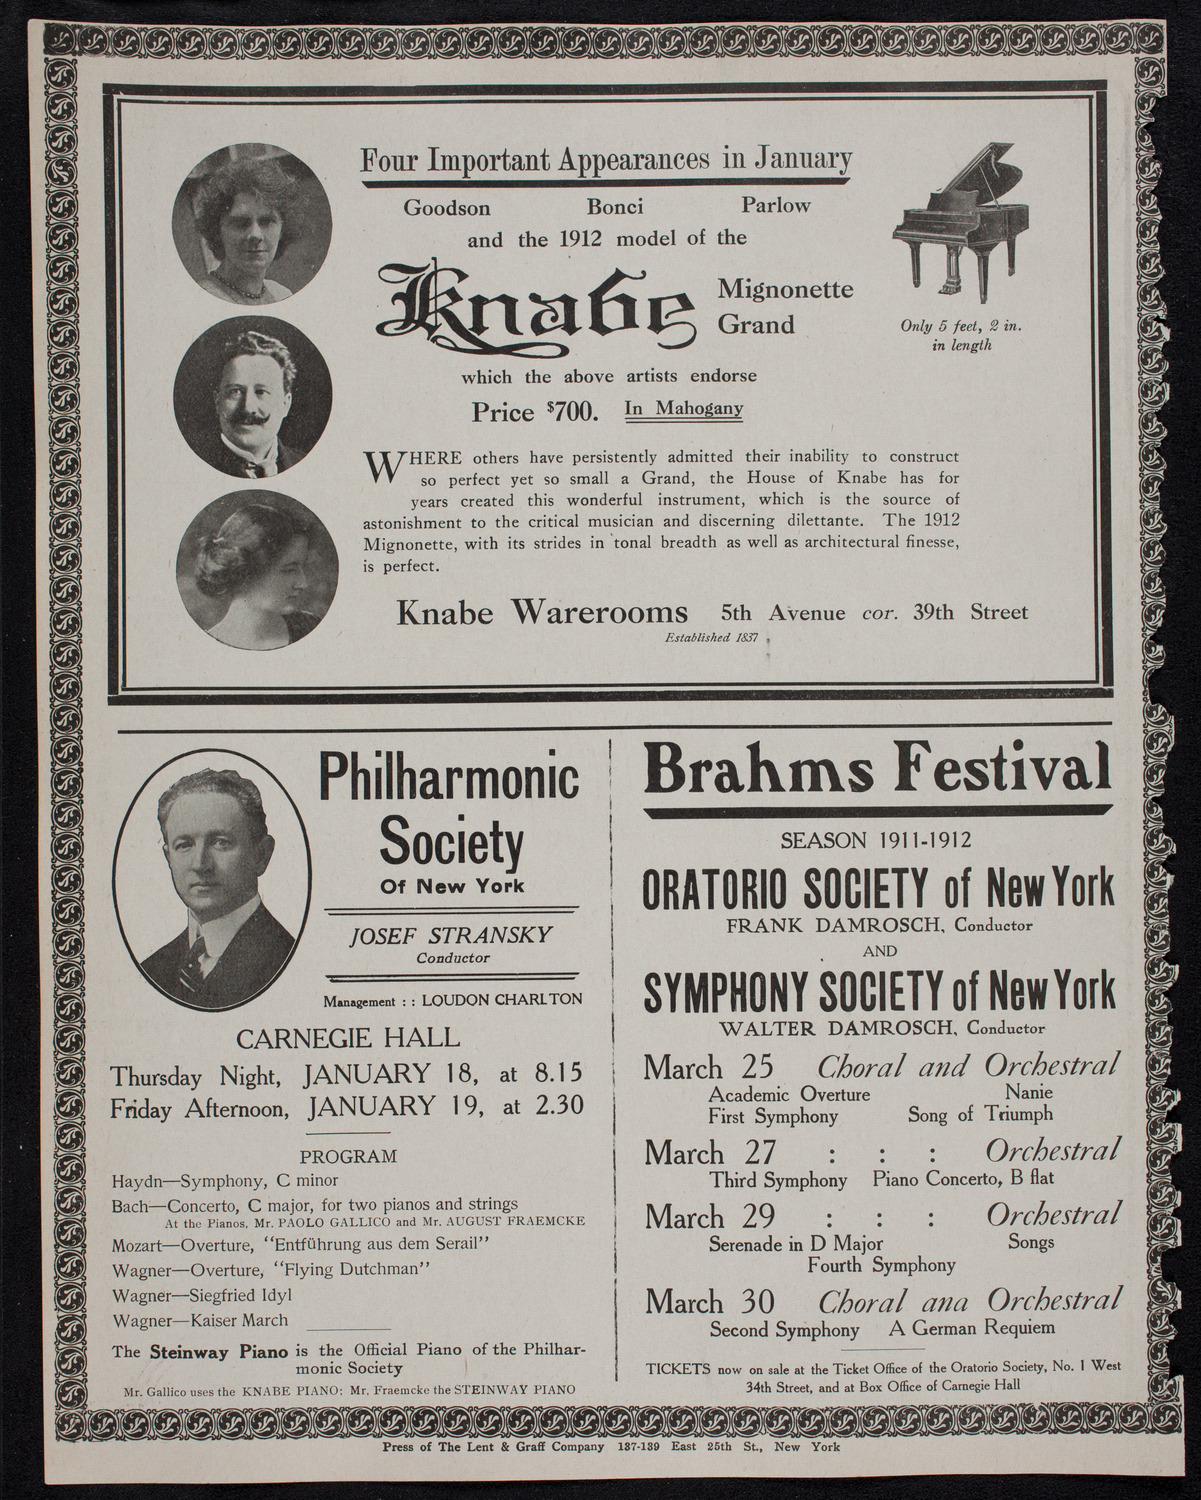 Four Important Appearances in January
Goodson Bonci Parlow
and the 1912 model of the
Knabe Mignonette Grand
Only 5 feet, 2 in.
in length
which the above artists endorse
Price $700. In Mahogany
WHERE others have persistently admitted their inability to construct
so perfect yet so small a Grand, the House of Knabe has for
years created this wonderful instrument, which is the source of
astonishment to the critical musician and discerning dilettante. The 1912
Mignonette, with its strides in tonal breadth as well as architectural finesse,
is perfect.
Knabe Warerooms 5th Avenue cor. 39th Street
Established 1837
Philharmonic
Society
Of New York
JOSEF STRANSKY
Conductor
Management : : LOUDON CHARLTON
CARNEGIE HALL
Thursday Night, JANUARY 18, at 8.15
Friday Afternoon, JANUARY 19, at 2.30
PROGRAM
Haydn—Symphony, C minor
Bach—Concerto, C major, for two pianos and strings
At the Pianos, Mr. PAOLO GALLICO and Mr. AUGUST FRAEMCKE
Mozart—Overture, "Entführung aus dem Serail"
Wagner—Overture, "Flying Dutchman"
Wagner—Siegfried Idyl
Wagner—Kaiser March
The Steinway Piano is the Official Piano of the Philhar-
monic Society
Mr. Gallico uses the KNABE PIANO; Mr. Fraemcke the STEINWAY PIANO
Brahms Festival
SEASON 1911-1912
ORATORIO SOCIETY of New York
FRANK DAMROSCH, Conductor
AND
SYMPHONY SOCIETY of New York
WALTER DAMROSCH, Conductor
March 25 Choral and Orchestral
Academic Overture Nanie
First Symphony Song of Triumph
March 27 : : : Orchestral
Third Symphony Piano Concerto, B flat
March 29 : : : Orchestral
Serenade in D Major Songs
Fourth Symphony
March 30 Choral and Orchestral
Second Symphony A German Requiem
TICKETS now on sale at the Ticket Office of the Oratorio Society, No. 1 West
34th Street, and at Box Office of Carnegie Hall
Press of The Lent & Graff Company 137-139 East 25th St., New York